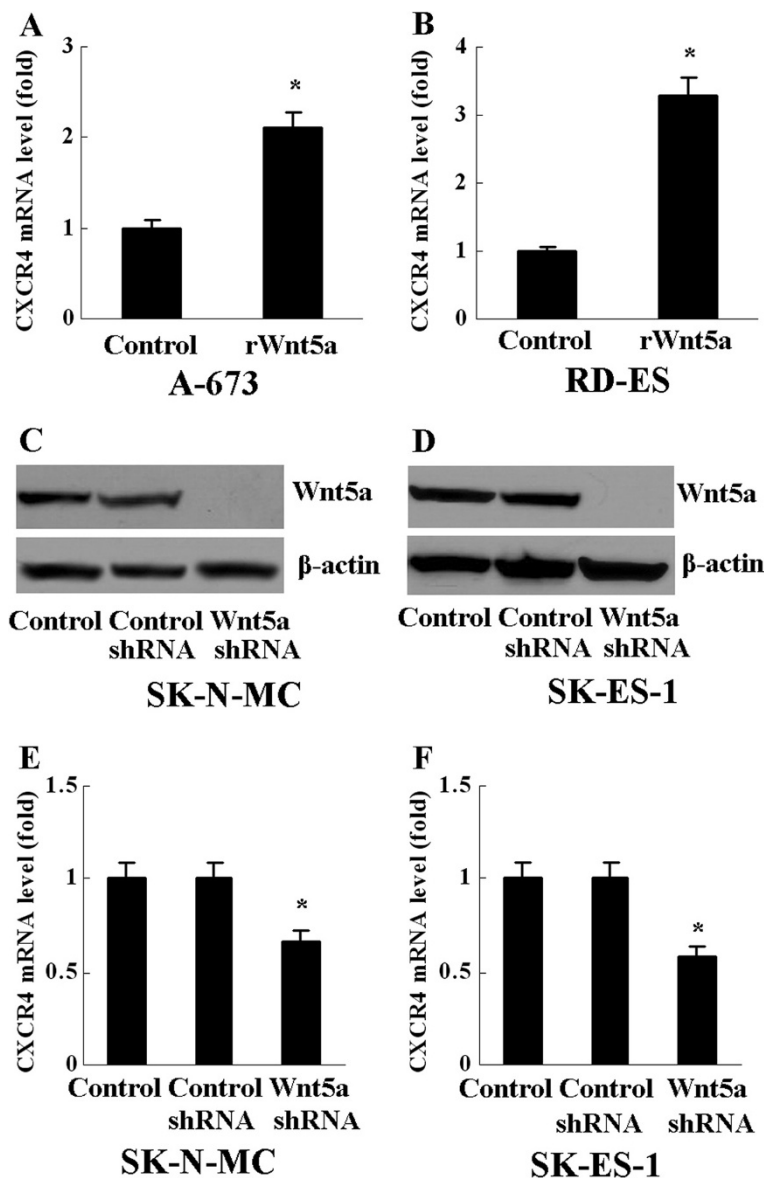 A
CXCR4 mRNA level (fold)
3
2
1
0
*
Control rWnt5a
A-673
B
CXCR4 mRNA level (fold)
4
3
2
1
0
*
Control rWnt5a
RD-ES
C
Wnt5a
β-actin
Control Control Wnt5a
shRNA shRNA
SK-N-MC
D
Wnt5a
β-actin
Control Control Wnt5a
shRNA shRNA
SK-ES-1
E
CXCR4 mRNA level (fold)
1.5
1
0.5
0
*
Control Control Wnt5a
shRNA shRNA
SK-N-MC
F
CXCR4 mRNA level (fold)
1.5
1
0.5
0
*
Control Control Wnt5a
shRNA shRNA
SK-ES-1